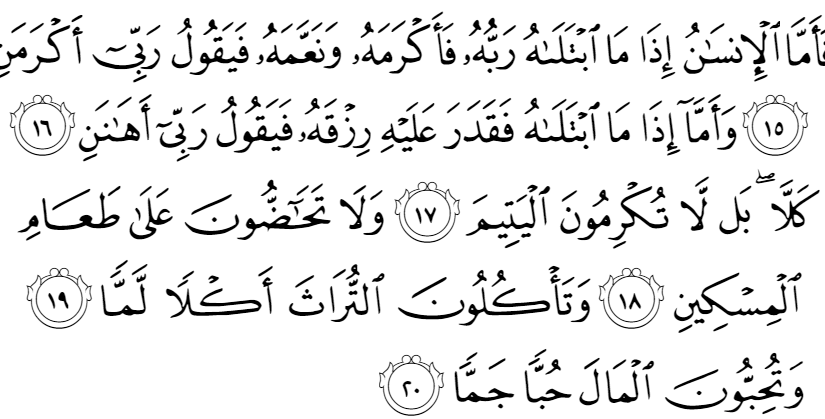 فَأَمَّا ٱلْإِنسَٰنُ إِذَا مَا ٱبْتَلَىٰهُ رَبُّهُۥ فَأَكْرَمَهُۥ وَنَعَّمَهُۥ فَيَقُولُ رَبِّىٓ أَكْرَمَنِ
١٥ وَأَمَّآ إِذَا مَا ٱبْتَلَىٰهُ فَقَدَرَ عَلَيْهِ رِزْقَهُۥ فَيَقُولُ رَبِّىٓ أَهَٰنَنِ ١٦
كَلَّا ۖ بَل لَّا تُكْرِمُونَ ٱلْيَتِيمَ ١٧ وَلَا تَحَٰٓضُّونَ عَلَىٰ طَعَامِ
ٱلْمِسْكِينِ ١٨ وَتَأْكُلُونَ ٱلتُّرَاثَ أَكْلًا لَّمًّا ١٩
وَتُحِبُّونَ ٱلْمَالَ حُبًّا جَمًّا ٢٠